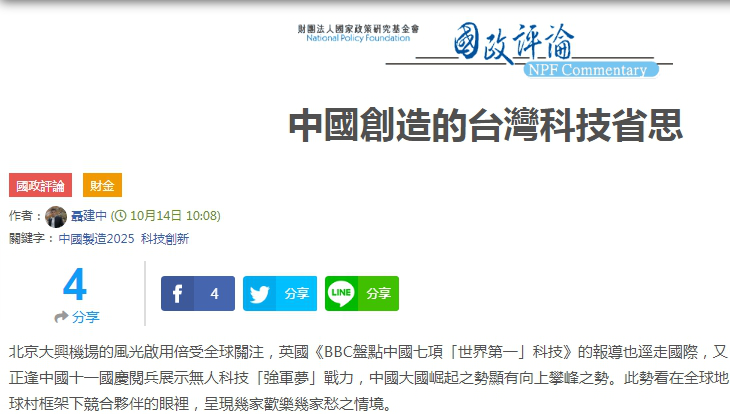 財團法人國家政策研究基金會
National Policy Foundation
國政評論
NPF Commentary
中國創造的台灣科技省思
國政評論 財金
作者： 聶建中 (10月14日 10:08)
關鍵字：中國製造2025 科技創新
4
分享
4 分享 LINE 分享
北京大興機場的風光啟用倍受全球關注，英國《BBC盤點中國七項「世界第一」科技》的報導也逕走國際，又
正逢中國十一國慶閱兵展示無人科技「強軍夢」戰力，中國大國崛起之勢顯有向上攀峰之勢。此勢看在全球地
球村框架下競合夥伴的眼裡，呈現幾家歡樂幾家愁之情境。